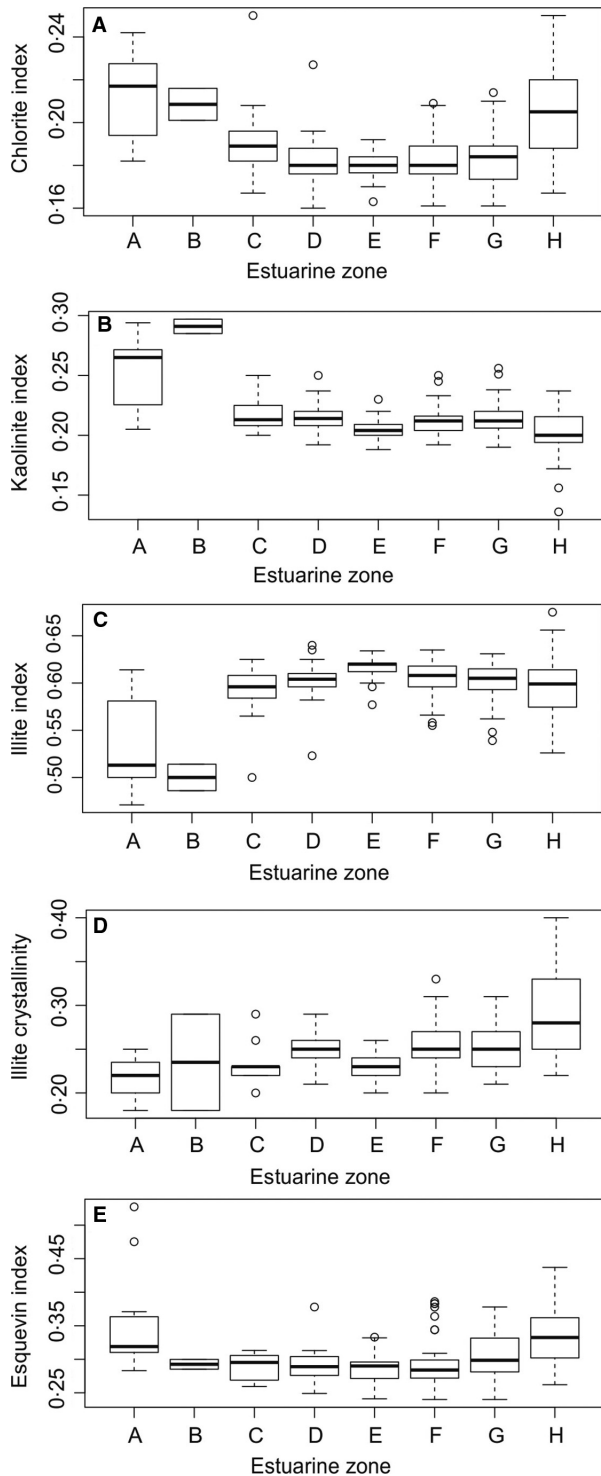 A
Chlorite index
0·24
0·20
0·16
A B C D E F G H
Estuarine zone
B
Kaolinite index
0·30
0·25
0·20
0·15
A B C D E F G H
Estuarine zone
C
Illite index
0·65
0·60
0·55
0·50
A B C D E F G H
Estuarine zone
D
Illite crystallinity
0·40
0·30
0·20
A B C D E F G H
Estuarine zone
E
Esquevin index
0·45
0·35
0·25
A B C D E F G H
Estuarine zone